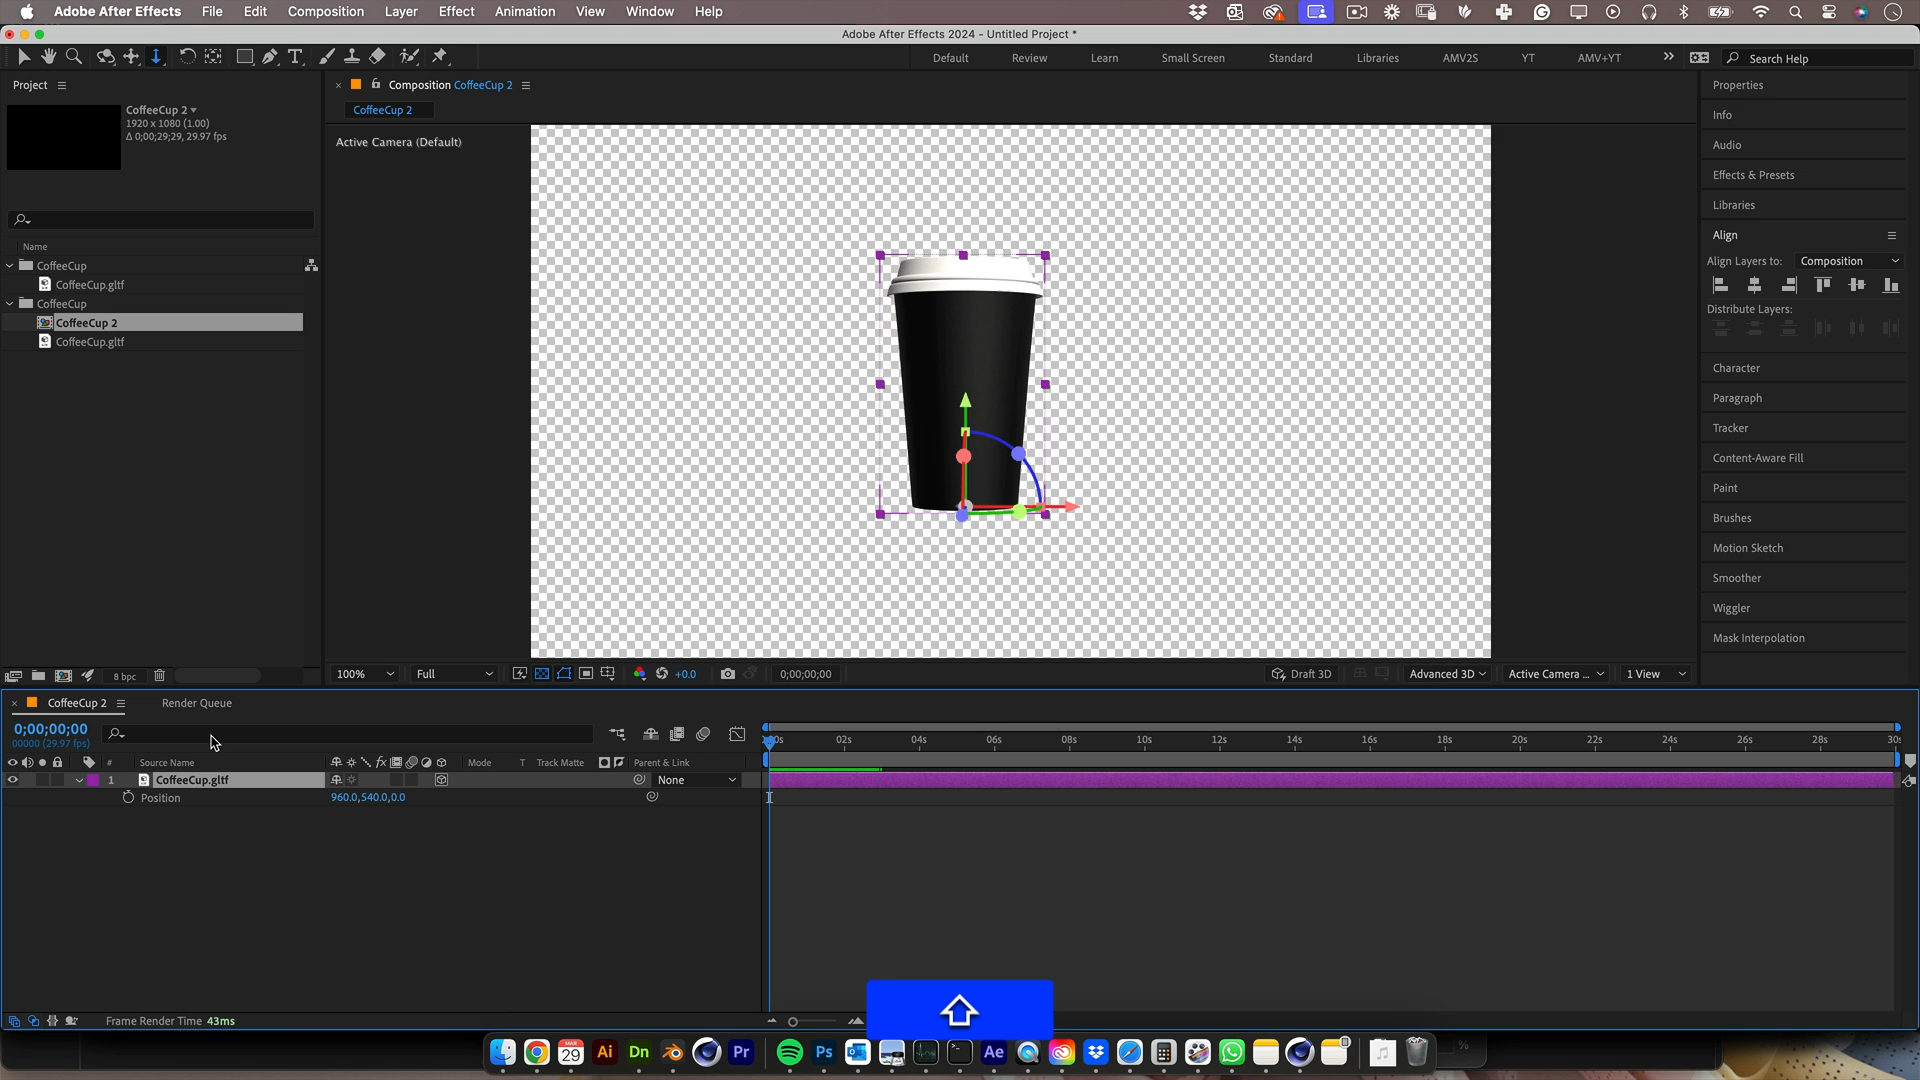 Adobe After Effects File Edit Composition Layer Effect Animation View Window Help
Adobe After Effects 2024 - Untitled Project *
Default Review Learn Small Screen Standard Libraries AMV2S YT AMV+YT Search Help
Project
CoffeeCup 2
1920 x 1080 (1.00)
Δ 0;00;29;29, 29.97 fps
Name
CoffeeCup
CoffeeCup.gltf
CoffeeCup
CoffeeCup 2
CoffeeCup.gltf
8 bpc
Composition CoffeeCup 2
CoffeeCup 2
Active Camera (Default)
100% Full +0.0 0;00;00;00 Draft 3D Advanced 3D Active Camera ... 1 View
Properties
Info
Audio
Effects & Presets
Libraries
Align
Align Layers to: Composition
Distribute Layers:
Character
Paragraph
Tracker
Content-Aware Fill
Paint
Brushes
Motion Sketch
Smoother
Wiggler
Mask Interpolation
CoffeeCup 2 Render Queue
0;00;00;00
00000 (29.97 fps)
02s 04s 06s 08s 10s 12s 14s 16s 18s 20s 22s 24s 26s 28s
# Source Name fx Mode T Track Matte Parent & Link
1 CoffeeCup.gltf None
Position 960.0,540.0,0.0
Frame Render Time 43ms
MAR
29 Ai Dn Pr Ps Ae
%